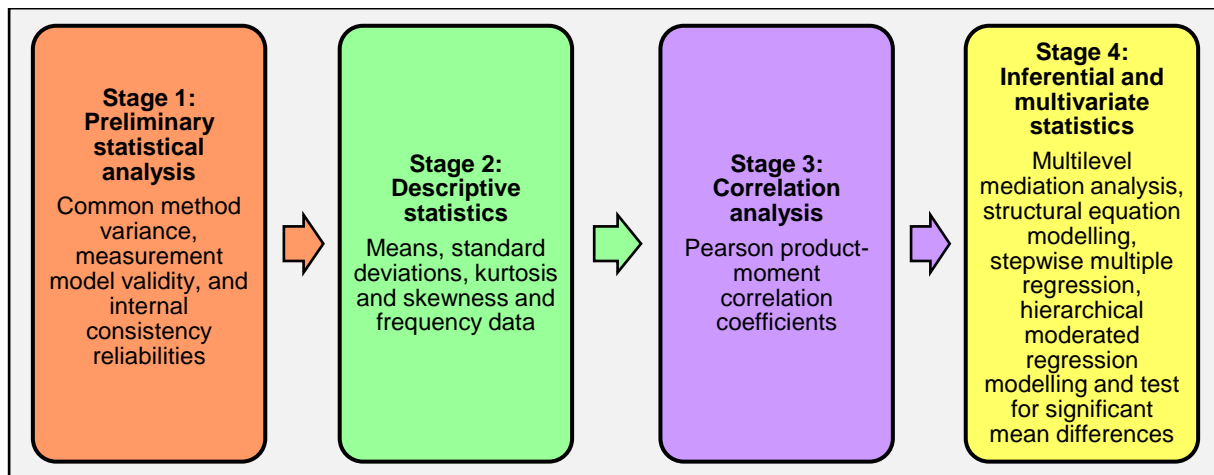 Stage 1:
Preliminary
statistical
analysis
Common method
variance,
measurement
model validity, and
internal
consistency
reliabilities
Stage 2:
Descriptive
statistics
Means, standard
deviations, kurtosis
and skewness and
frequency data
Stage 3:
Correlation
analysis
Pearson product-
moment
correlation
coefficients
Stage 4:
Inferential and
multivariate
statistics
Multilevel
mediation analysis,
structural equation
modelling,
stepwise multiple
regression,
hierarchical
moderated
regression
modelling and test
for significant
mean differences